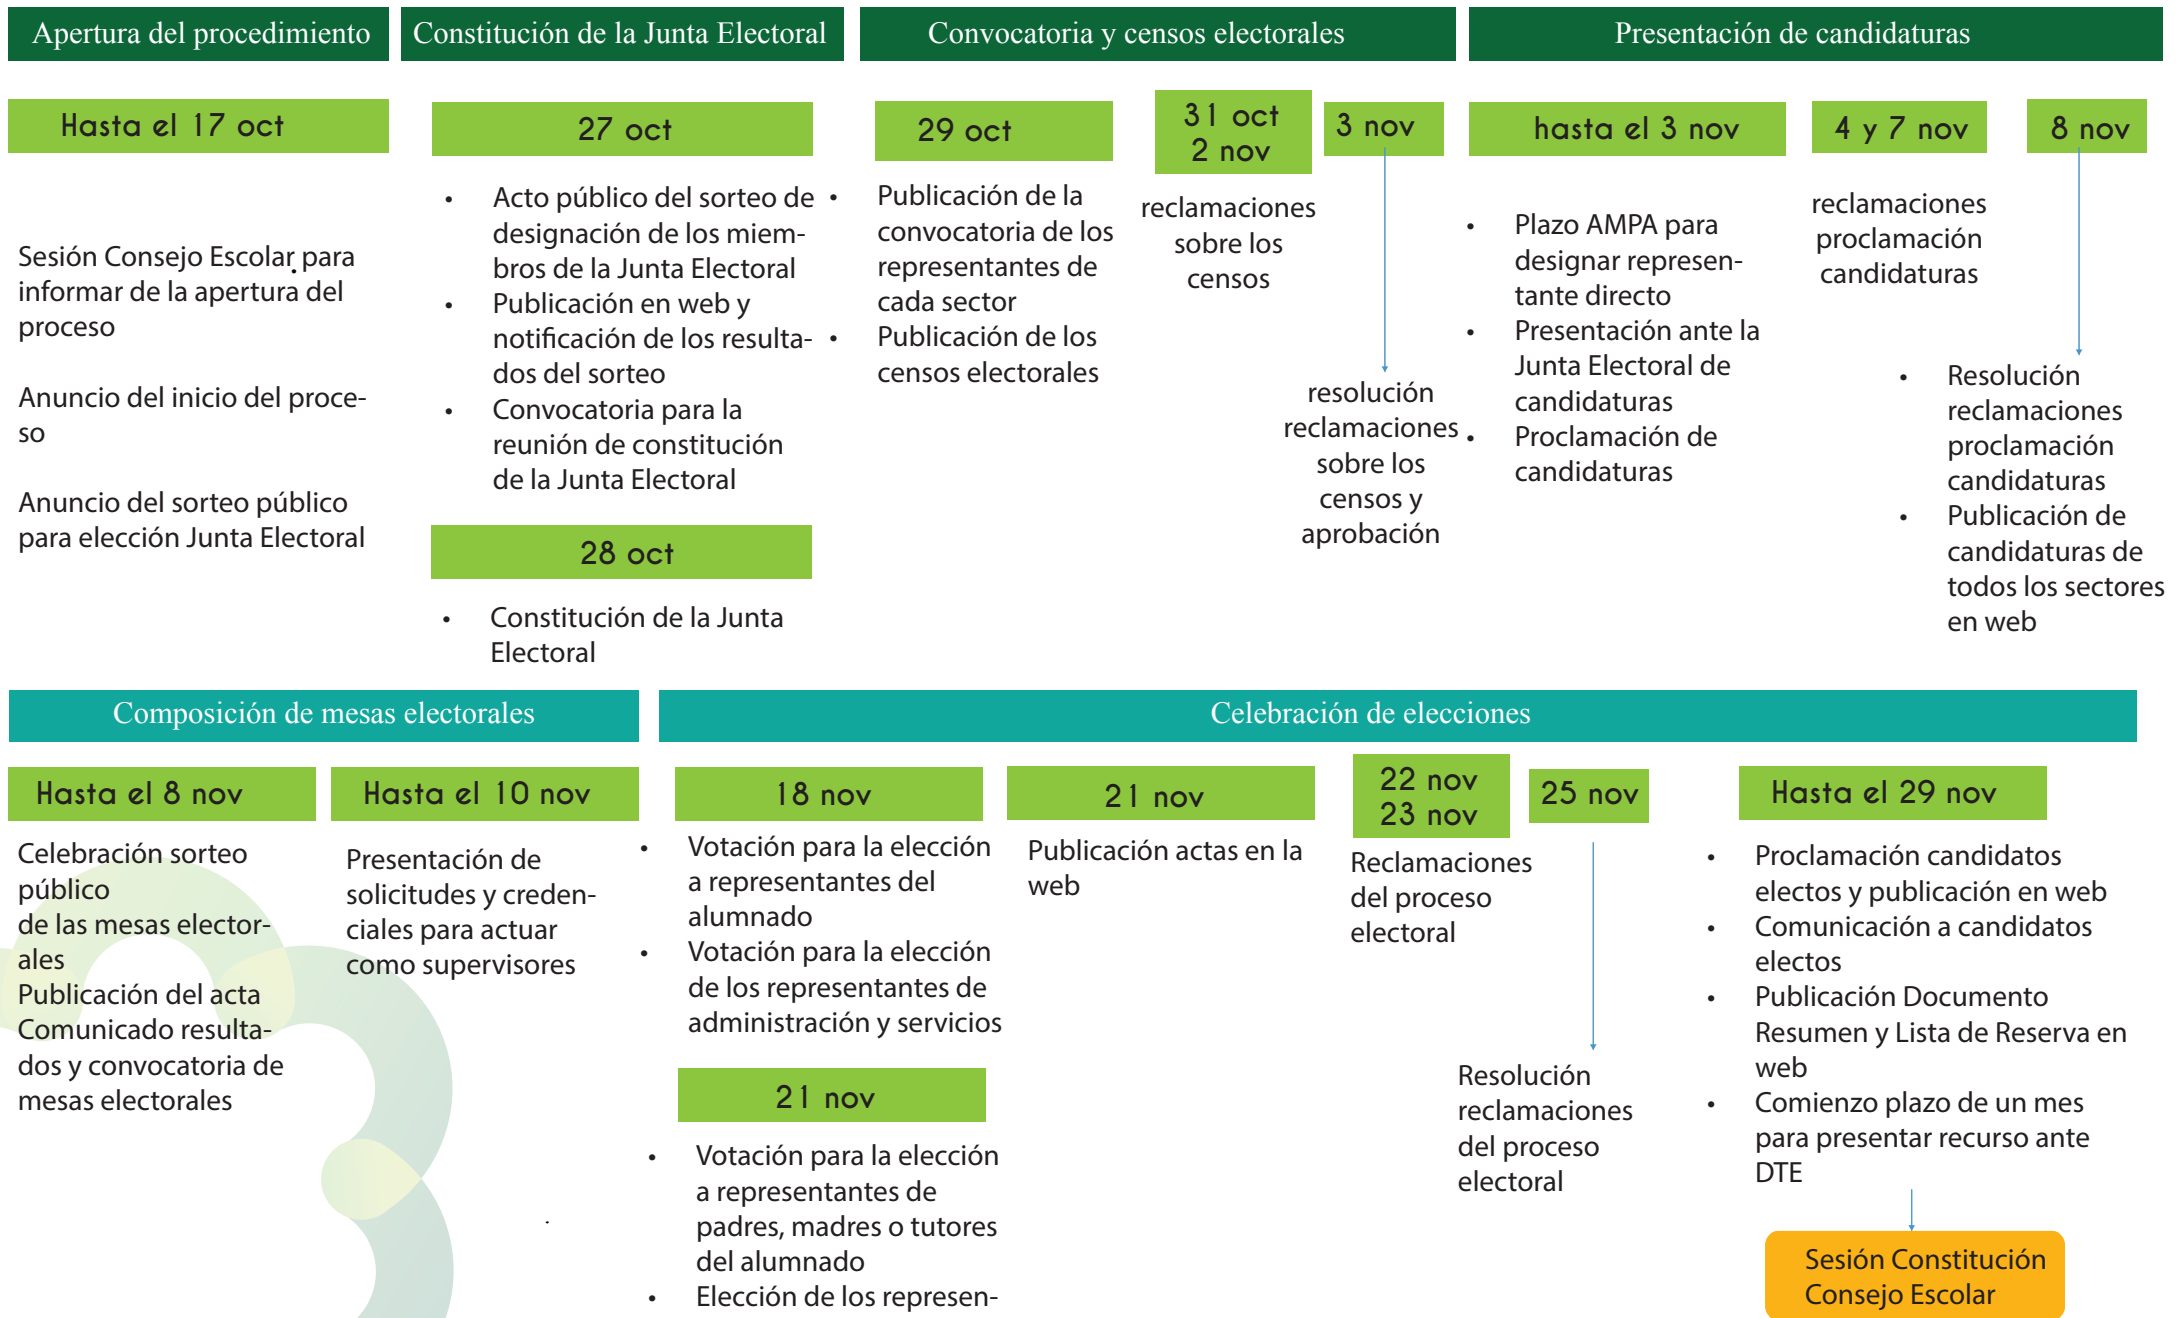 Apertura del procedimiento
Hasta el 17 oct
Sesión Consejo Escolar para
informar de la apertura del
proceso
Anuncio del inicio del proce-
so
Anuncio del sorteo público
para elección Junta Electoral
Constitución de la Junta Electoral
27 oct
• Acto público del sorteo de
designación de los miem-
bros de la Junta Electoral
• Publicación en web y
notificación de los resulta-
dos del sorteo
• Convocatoria para la
reunión de constitución
de la Junta Electoral
28 oct
• Constitución de la Junta
Electoral
Convocatoria y censos electorales
29 oct
• Publicación de la
convocatoria de los
representantes de
cada sector
• Publicación de los
censos electorales
31 oct
2 nov
reclamaciones
sobre los
censos
3 nov
resolución
reclamaciones
sobre los
censos y
aprobación
Presentación de candidaturas
hasta el 3 nov
• Plazo AMPA para
designar represen-
tante directo
• Presentación ante la
Junta Electoral de
candidaturas
• Proclamación de
candidaturas
4 y 7 nov
reclamaciones
proclamación
candidaturas
8 nov
• Resolución
reclamaciones
proclamación
candidaturas
• Publicación de
candidaturas de
todos los sectores
en web
Composición de mesas electorales
Hasta el 8 nov
Celebración sorteo
público
de las mesas elector-
ales
Publicación del acta
Comunicado resulta-
dos y convocatoria de
mesas electorales
Hasta el 10 nov
Presentación de
solicitudes y creden-
ciales para actuar
como supervisores
Celebración de elecciones
18 nov
• Votación para la elección
a representantes del
alumnado
• Votación para la elección
de los representantes de
administración y servicios
21 nov
• Votación para la elección
a representantes de
padres, madres o tutores
del alumnado
• Elección de los represen-
21 nov
Publicación actas en la
web
22 nov
23 nov
Reclamaciones
del proceso
electoral
25 nov
Resolución
reclamaciones
del proceso
electoral
Hasta el 29 nov
• Proclamación candidatos
electos y publicación en web
• Comunicación a candidatos
electos
• Publicación Documento
Resumen y Lista de Reserva en
web
• Comienzo plazo de un mes
para presentar recurso ante
DTE
Sesión Constitución
Consejo Escolar